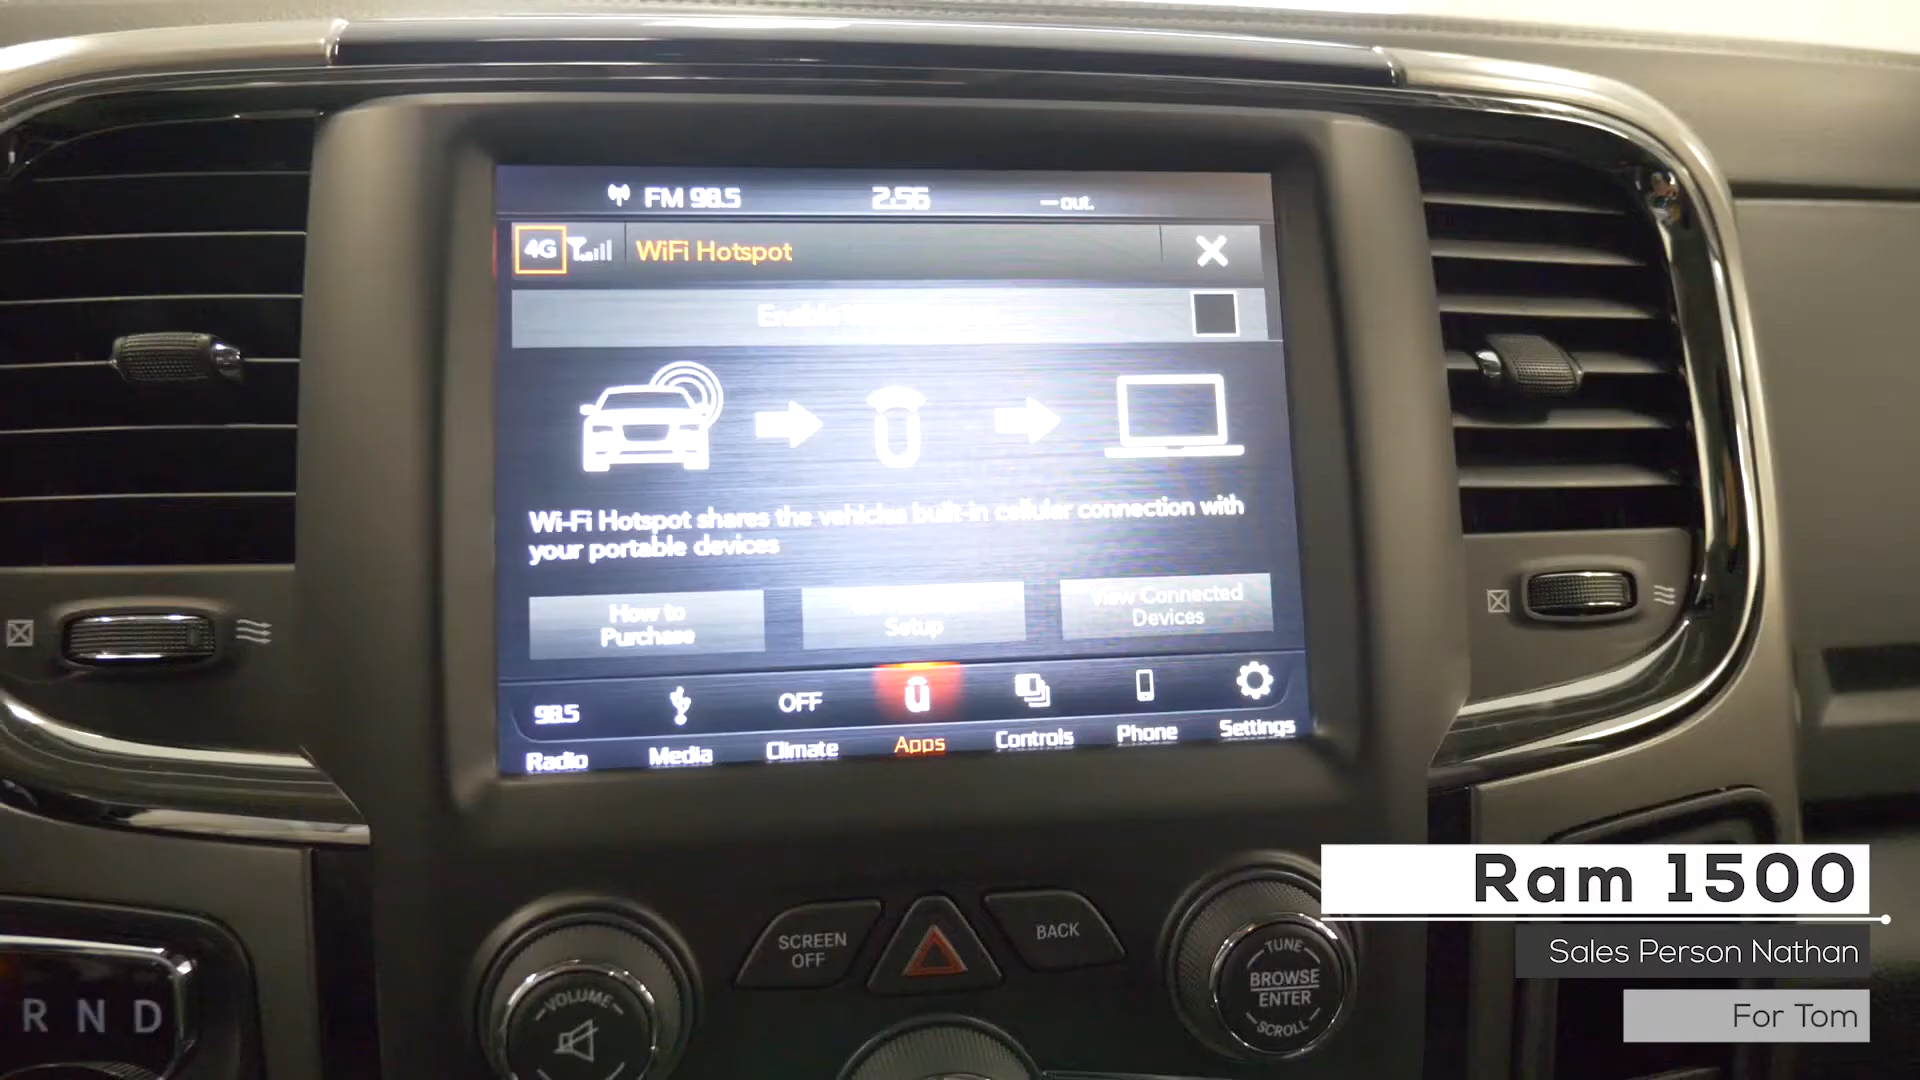 FM 98.5 2:56 --out.
4G WiFi Hotspot
Enable
Wi-Fi Hotspot shares the vehicles built-in cellular connection with
your portable devices
How to
Purchase
Setup
View Connected
Devices
98.5 OFF
Radio Media Climate Apps Controls Phone Settings
SCREEN
OFF
BACK
VOLUME
TUNE
BROWSE
ENTER
SCROLL
R N D
Ram 1500
Sales Person Nathan
For Tom